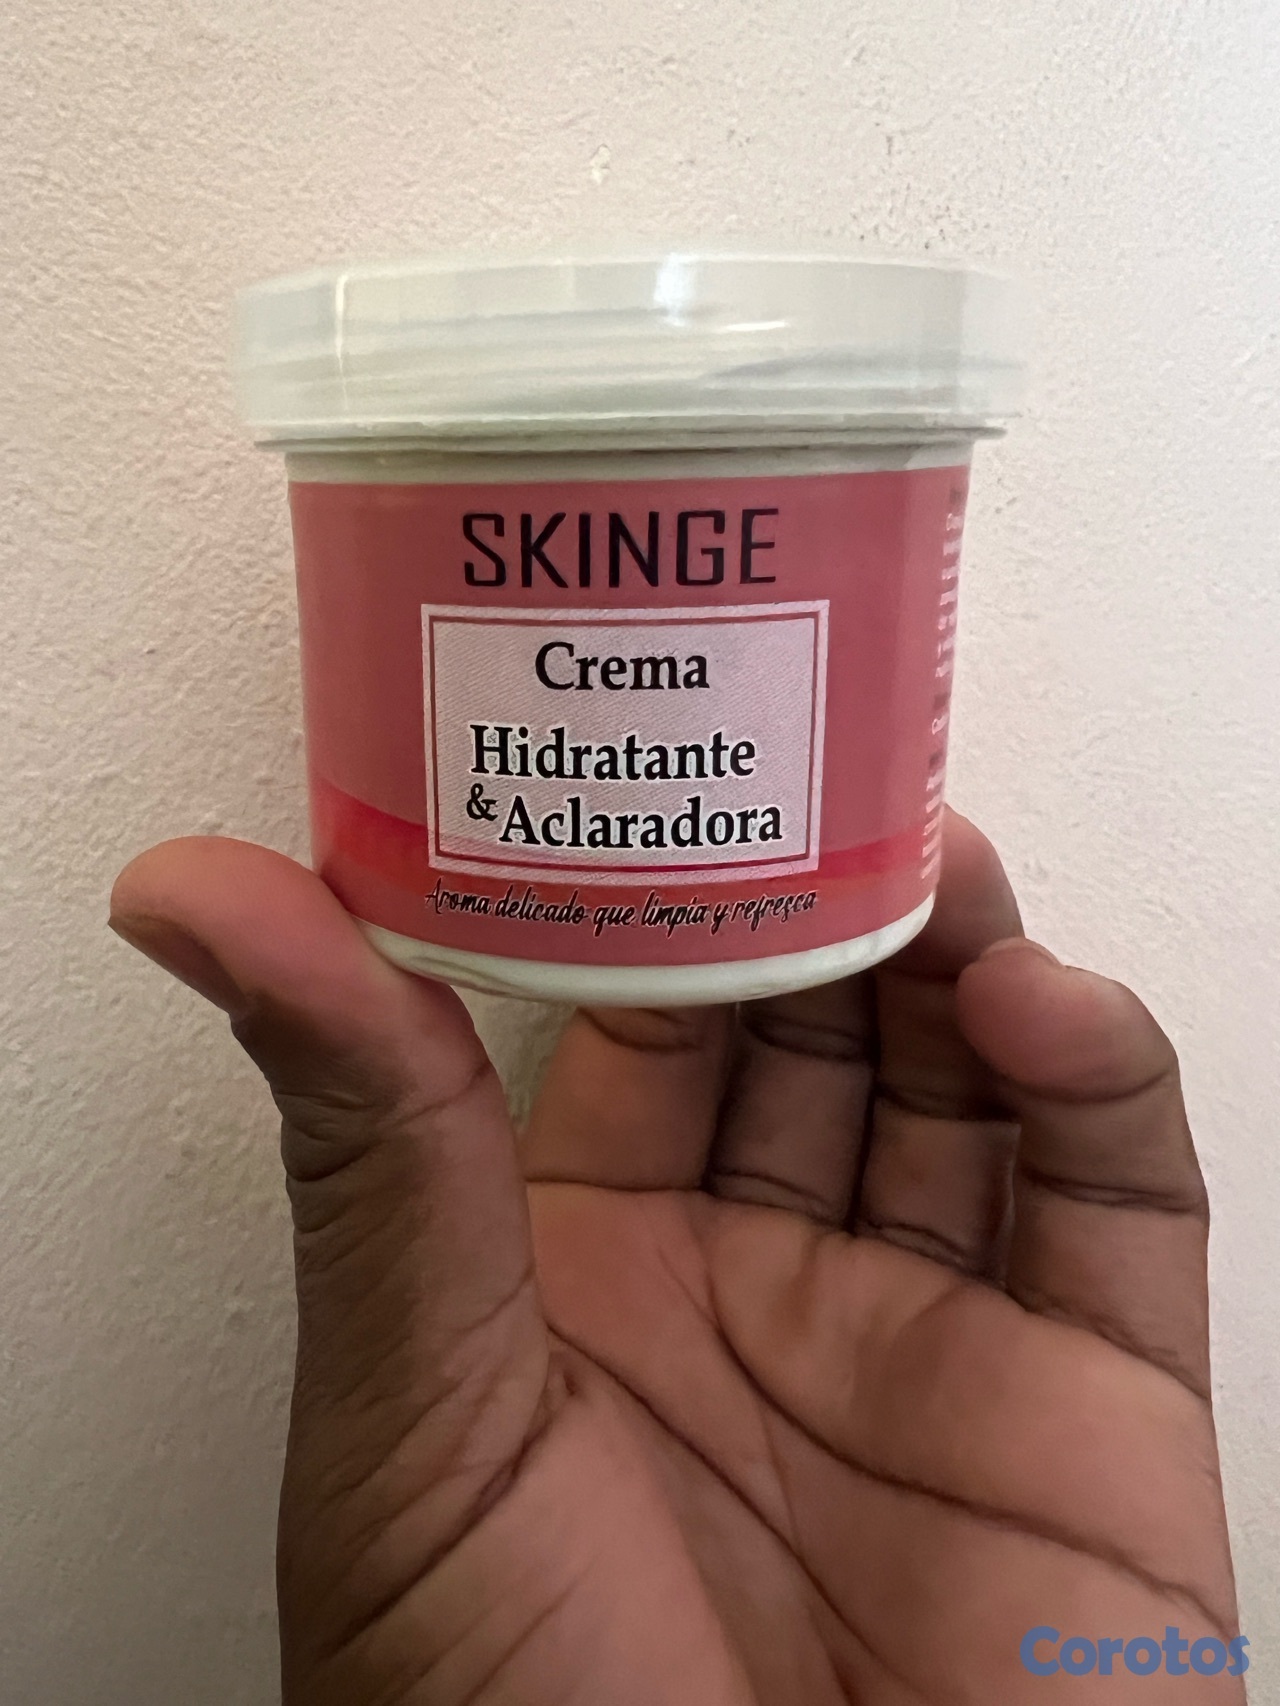 SKINGE
Crema
Hidratante
&Aclaradora
Aroma delicado que limpia y refresca
Corotos